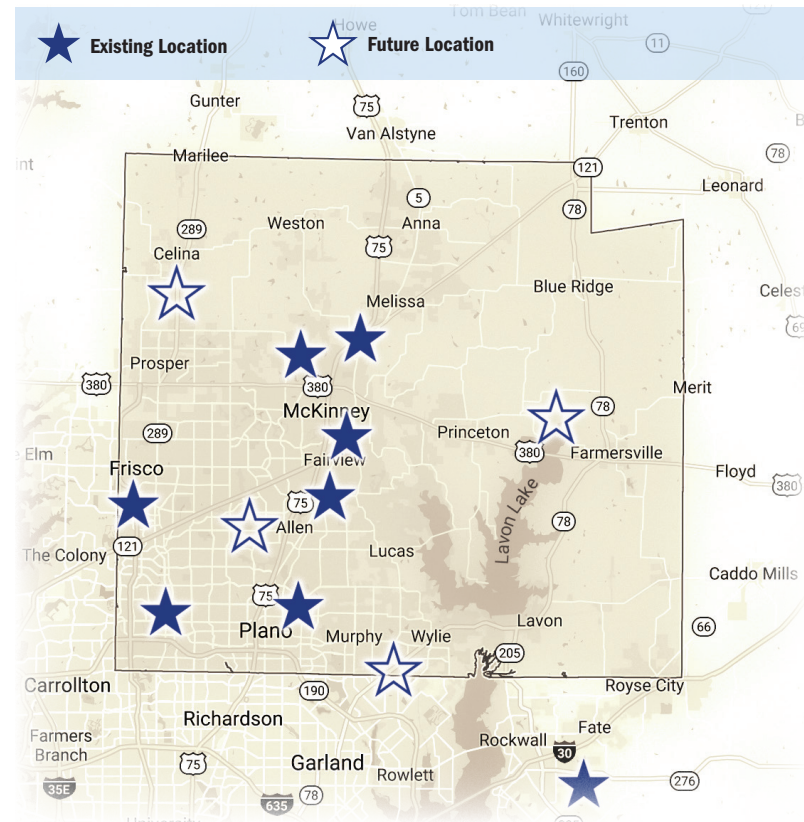 Tom Bean
Whitewright
Howe
Existing Location
Future Location
11
160
Gunter
75
Van Alstyne
Trenton
78
Marilee
121
Leonard
5
78
289
Weston
Anna
75
Celina
Blue Ridge
Melissa
Prosper
380
380
Merit
McKinney
78
289
Princeton
Elm
Fairview
380
Farmersville
Frisco
Floyd
380
75
Lavon Lake
Allen
78
121
The Colony
Lucas
Caddo Mills
75
Lavon
66
Plano
Murphy
Wylie
205
Carrollton
190
Royse City
Richardson
Farmers
Branch
Rockwall
Fate
30
75
Garland
Rowlett
276
35E
635
78